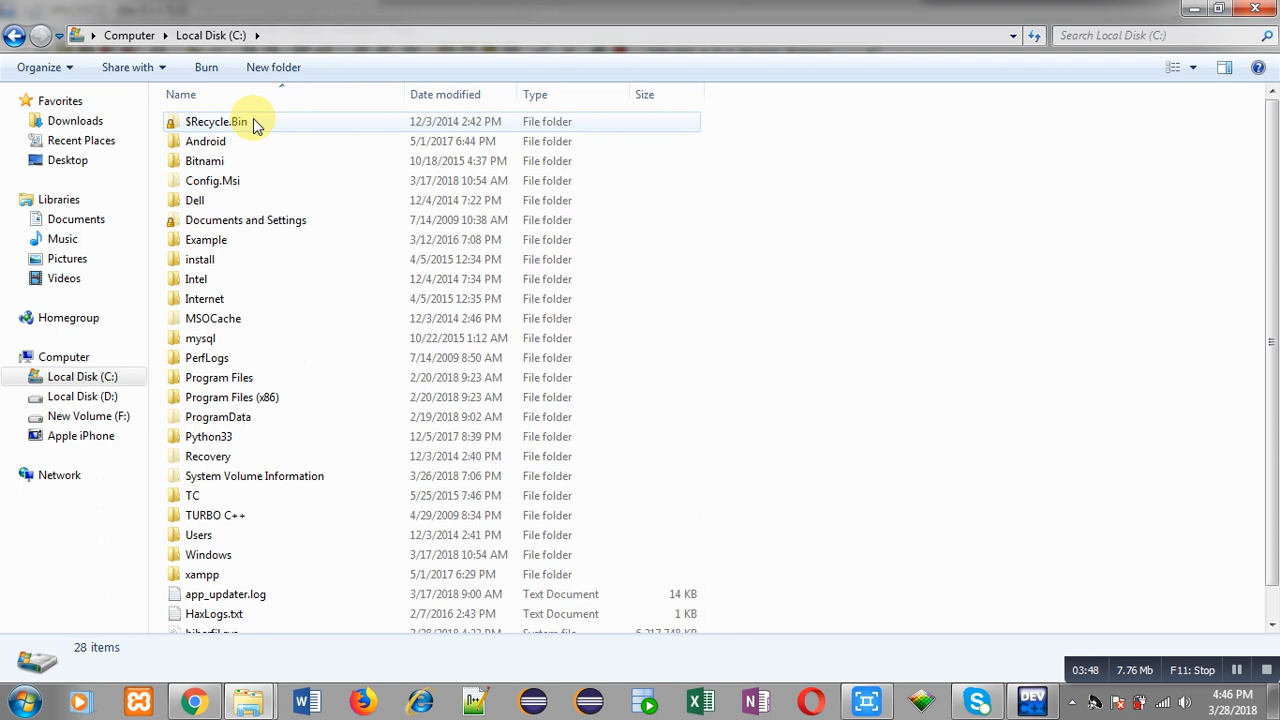 Computer ▸ Local Disk (C:) ▸
Search Local Disk (C:)
Organize Share with Burn New folder
Name Date modified Type Size
Favorites
Downloads
Recent Places
Desktop
Libraries
Documents
Music
Pictures
Videos
Homegroup
Computer
Local Disk (C:)
Local Disk (D:)
New Volume (F:)
Apple iPhone
Network
$Recycle.Bin 12/3/2014 2:42 PM File folder
Android 5/1/2017 6:44 PM File folder
Bitnami 10/18/2015 4:37 PM File folder
Config.Msi 3/17/2018 10:54 AM File folder
Dell 12/4/2014 7:22 PM File folder
Documents and Settings 7/14/2009 10:38 AM File folder
Example 3/12/2016 7:08 PM File folder
install 4/5/2015 12:34 PM File folder
Intel 12/4/2014 7:34 PM File folder
Internet 4/5/2015 12:35 PM File folder
MSOCache 12/3/2014 2:46 PM File folder
mysql 10/22/2015 1:12 AM File folder
PerfLogs 7/14/2009 8:50 AM File folder
Program Files 2/20/2018 9:23 AM File folder
Program Files (x86) 2/20/2018 9:23 AM File folder
ProgramData 2/19/2018 9:02 AM File folder
Python33 12/5/2017 8:39 PM File folder
Recovery 12/3/2014 2:40 PM File folder
System Volume Information 3/26/2018 7:06 PM File folder
TC 5/25/2015 7:46 PM File folder
TURBO C++ 4/29/2009 8:34 PM File folder
Users 12/3/2014 2:41 PM File folder
Windows 3/17/2018 10:54 AM File folder
xampp 5/1/2017 6:29 PM File folder
app_updater.log 3/17/2018 9:00 AM Text Document 14 KB
HaxLogs.txt 2/7/2016 2:43 PM Text Document 1 KB
28 items
03:48 7.76 Mb F11: Stop
DEV
4:46 PM
3/28/2018